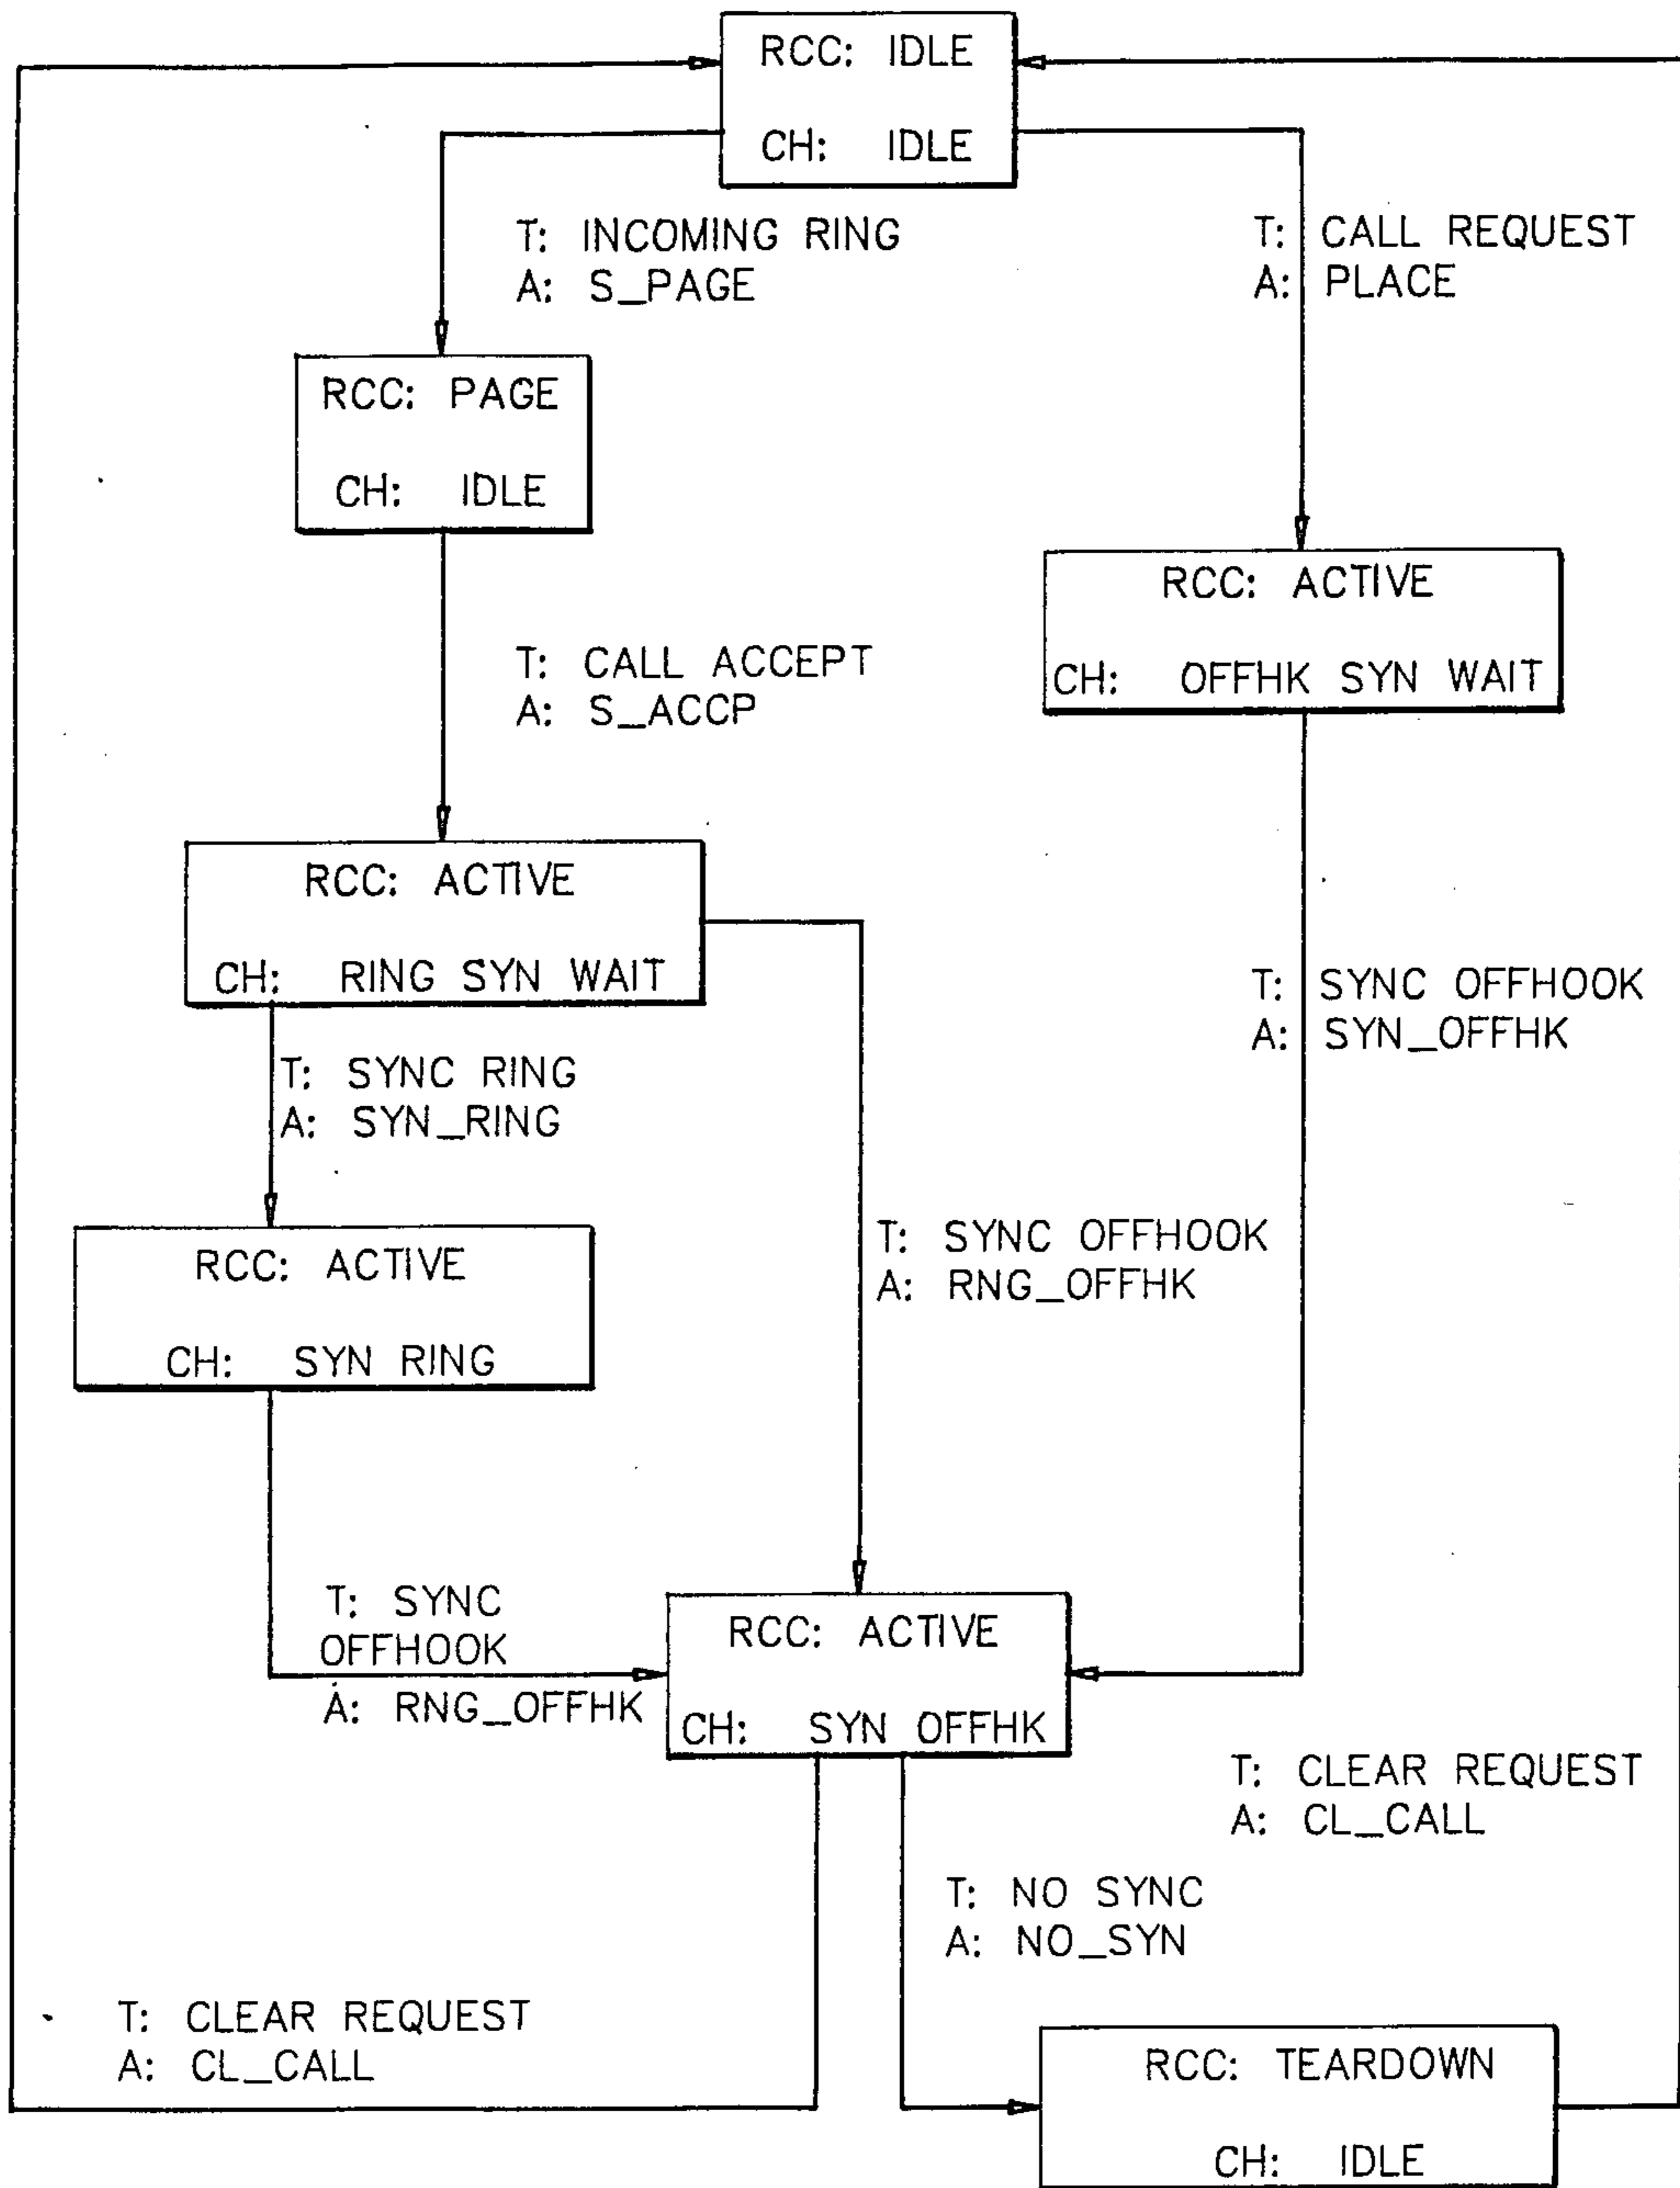 RCC: IDLE
CH: IDLE
T: INCOMING RING
A: S_PAGE
T: CALL REQUEST
A: PLACE
RCC: PAGE
CH: IDLE
RCC: ACTIVE
CH: OFFHK SYN WAIT
T: CALL ACCEPT
A: S_ACCP
RCC: ACTIVE
CH: RING SYN WAIT
T: SYNC OFFHOOK
A: SYN_OFFHK
T: SYNC RING
A: SYN_RING
T: SYNC OFFHOOK
A: RNG_OFFHK
RCC: ACTIVE
CH: SYN RING
T: SYNC
OFFHOOK
A: RNG_OFFHK
RCC: ACTIVE
CH: SYN OFFHK
T: CLEAR REQUEST
A: CL_CALL
T: NO SYNC
A: NO_SYN
T: CLEAR REQUEST
A: CL_CALL
RCC: TEARDOWN
CH: IDLE